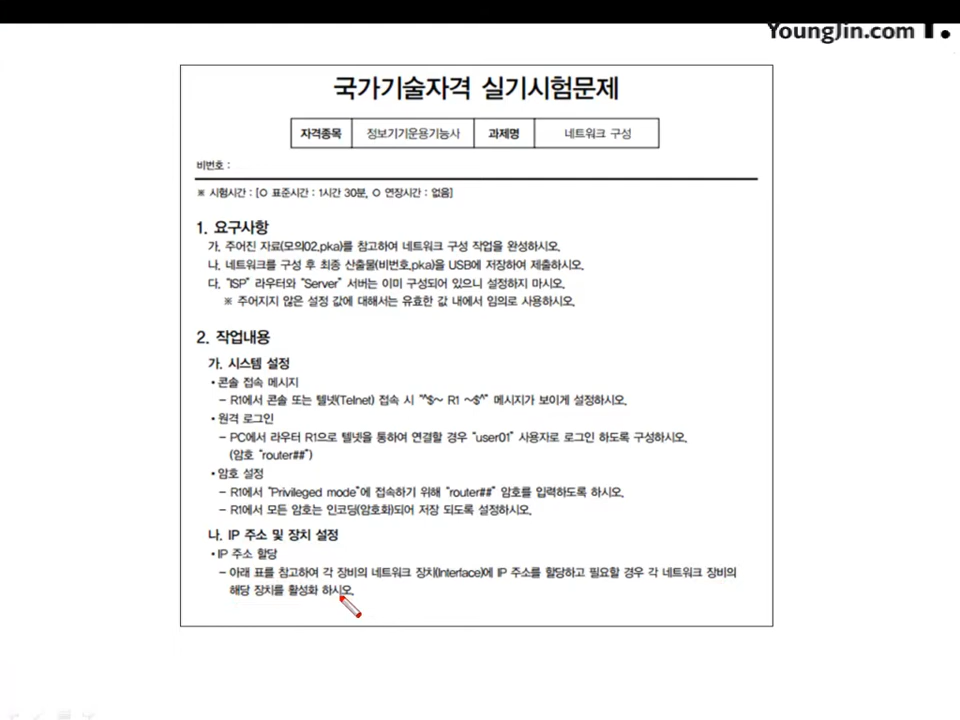 YoungJin.com
국가기술자격 실기시험문제
자격종목 정보기기운용기능사 과제명 네트워크 구성
비번호 :
※ 시험시간 : [○ 표준시간 : 1시간 30분, ○ 연장시간 : 없음]
1. 요구사항
가. 주어진 자료(모의02.pka)를 참고하여 네트워크 구성 작업을 완성하시오.
나. 네트워크를 구성 후 최종 산출물(비번호.pka)을 USB에 저장하여 제출하시오.
다. "ISP" 라우터와 "Server" 서버는 이미 구성되어 있으니 설정하지 마시오.
※ 주어지지 않은 설정 값에 대해서는 유효한 값 내에서 임의로 사용하시오.
2. 작업내용
가. 시스템 설정
•콘솔 접속 메시지
– R1에서 콘솔 또는 텔넷(Telnet) 접속 시 "^$~ R1 ~$^" 메시지가 보이게 설정하시오.
•원격 로그인
– PC에서 라우터 R1으로 텔넷을 통하여 연결할 경우 "user01" 사용자로 로그인 하도록 구성하시오.
(암호 "router##")
•암호 설정
– R1에서 "Privileged mode"에 접속하기 위해 "router##" 암호를 입력하도록 하시오.
– R1에서 모든 암호는 인코딩(암호화)되어 저장 되도록 설정하시오.
나. IP 주소 및 장치 설정
•IP 주소 할당
– 아래 표를 참고하여 각 장비의 네트워크 장치(Interface)에 IP 주소를 할당하고 필요할 경우 각 네트워크 장비의
해당 장치를 활성화 하시오.